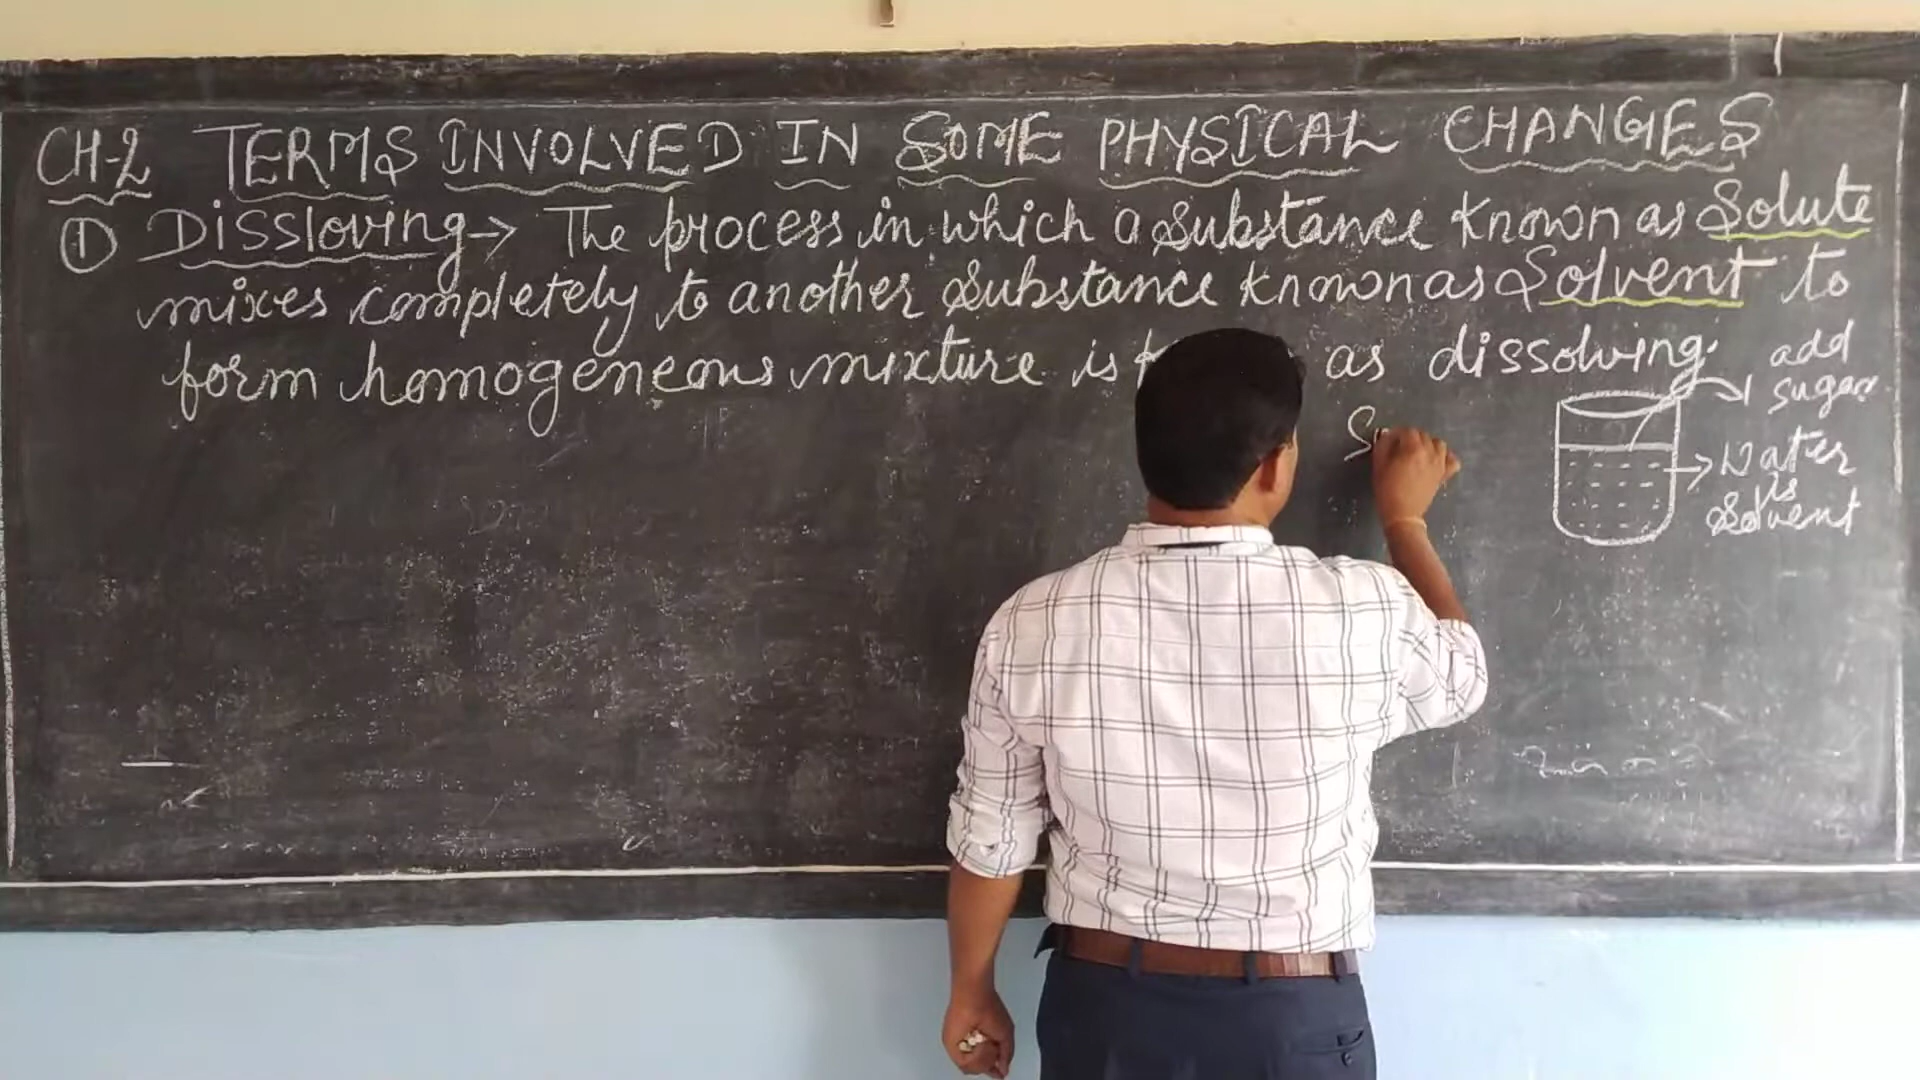 CH-2 TERMS INVOLVED IN SOME PHYSICAL CHANGES
① Dissloving → The process in which a substance known as Solute
mixes completely to another substance known as Solvent to
form homogeneous mixture is as dissolving.
add
sugar
Water
is
Solvent